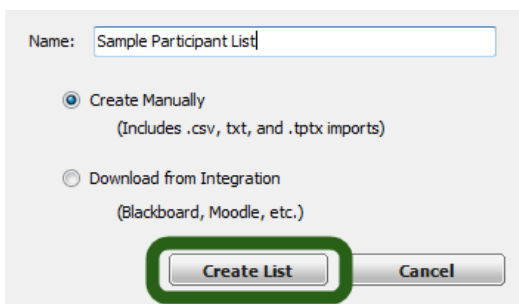 Name: Sample Participant List
Create Manually
(Includes .csv, txt, and .tptx imports)
Download from Integration
(Blackboard, Moodle, etc.)
Create List Cancel